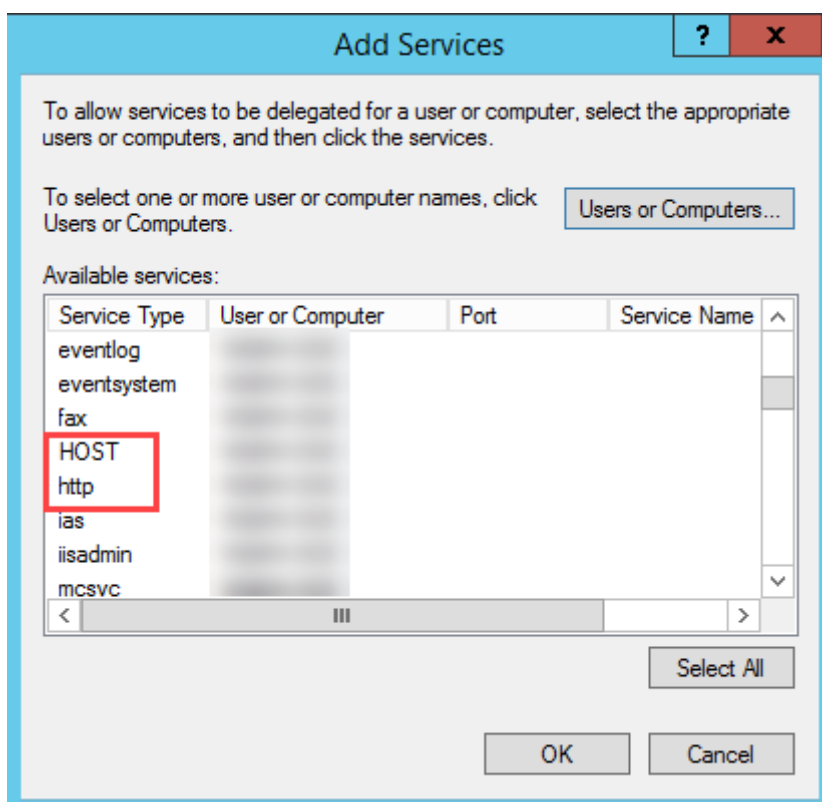 Add Services
?
x
To allow services to be delegated for a user or computer, select the appropriate
users or computers, and then click the services.
To select one or more user or computer names, click
Users or Computers.
Users or Computers...
Available services:
Service Type User or Computer Port Service Name
eventlog
eventsystem
fax
HOST
http
ias
iisadmin
mcsvc
Select All
OK Cancel